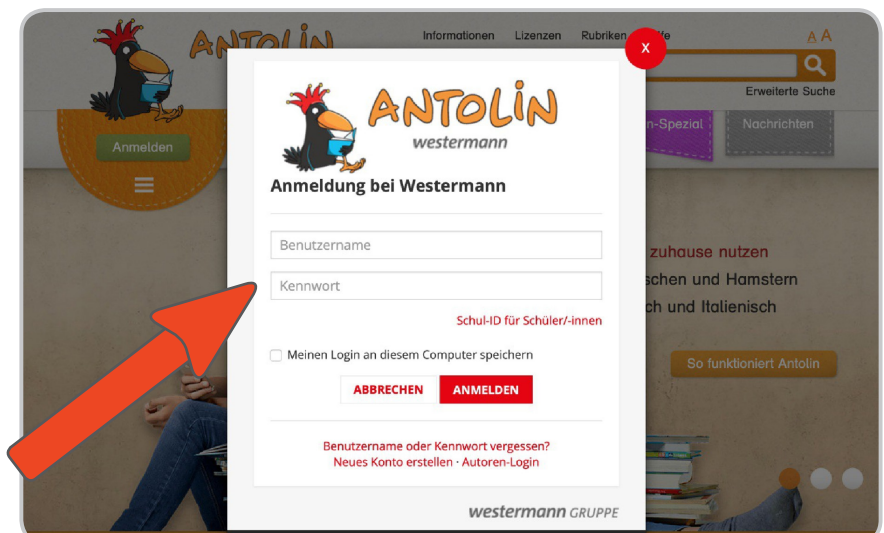 ANTOLIN
Informationen Lizenzen Rubriken
A A
X
Erweiterte Suche
Anmelden
n-Spezial
Nachrichten
ANTOLIN
westermann
Anmeldung bei Westermann
Benutzername
Kennwort
Schul-ID für Schüler/-innen
Meinen Login an diesem Computer speichern
ABBRECHEN ANMELDEN
Benutzername oder Kennwort vergessen?
Neues Konto erstellen · Autoren-Login
westermann GRUPPE
zuhause nutzen
schen und Hamstern
ch und Italienisch
So funktioniert Antolin